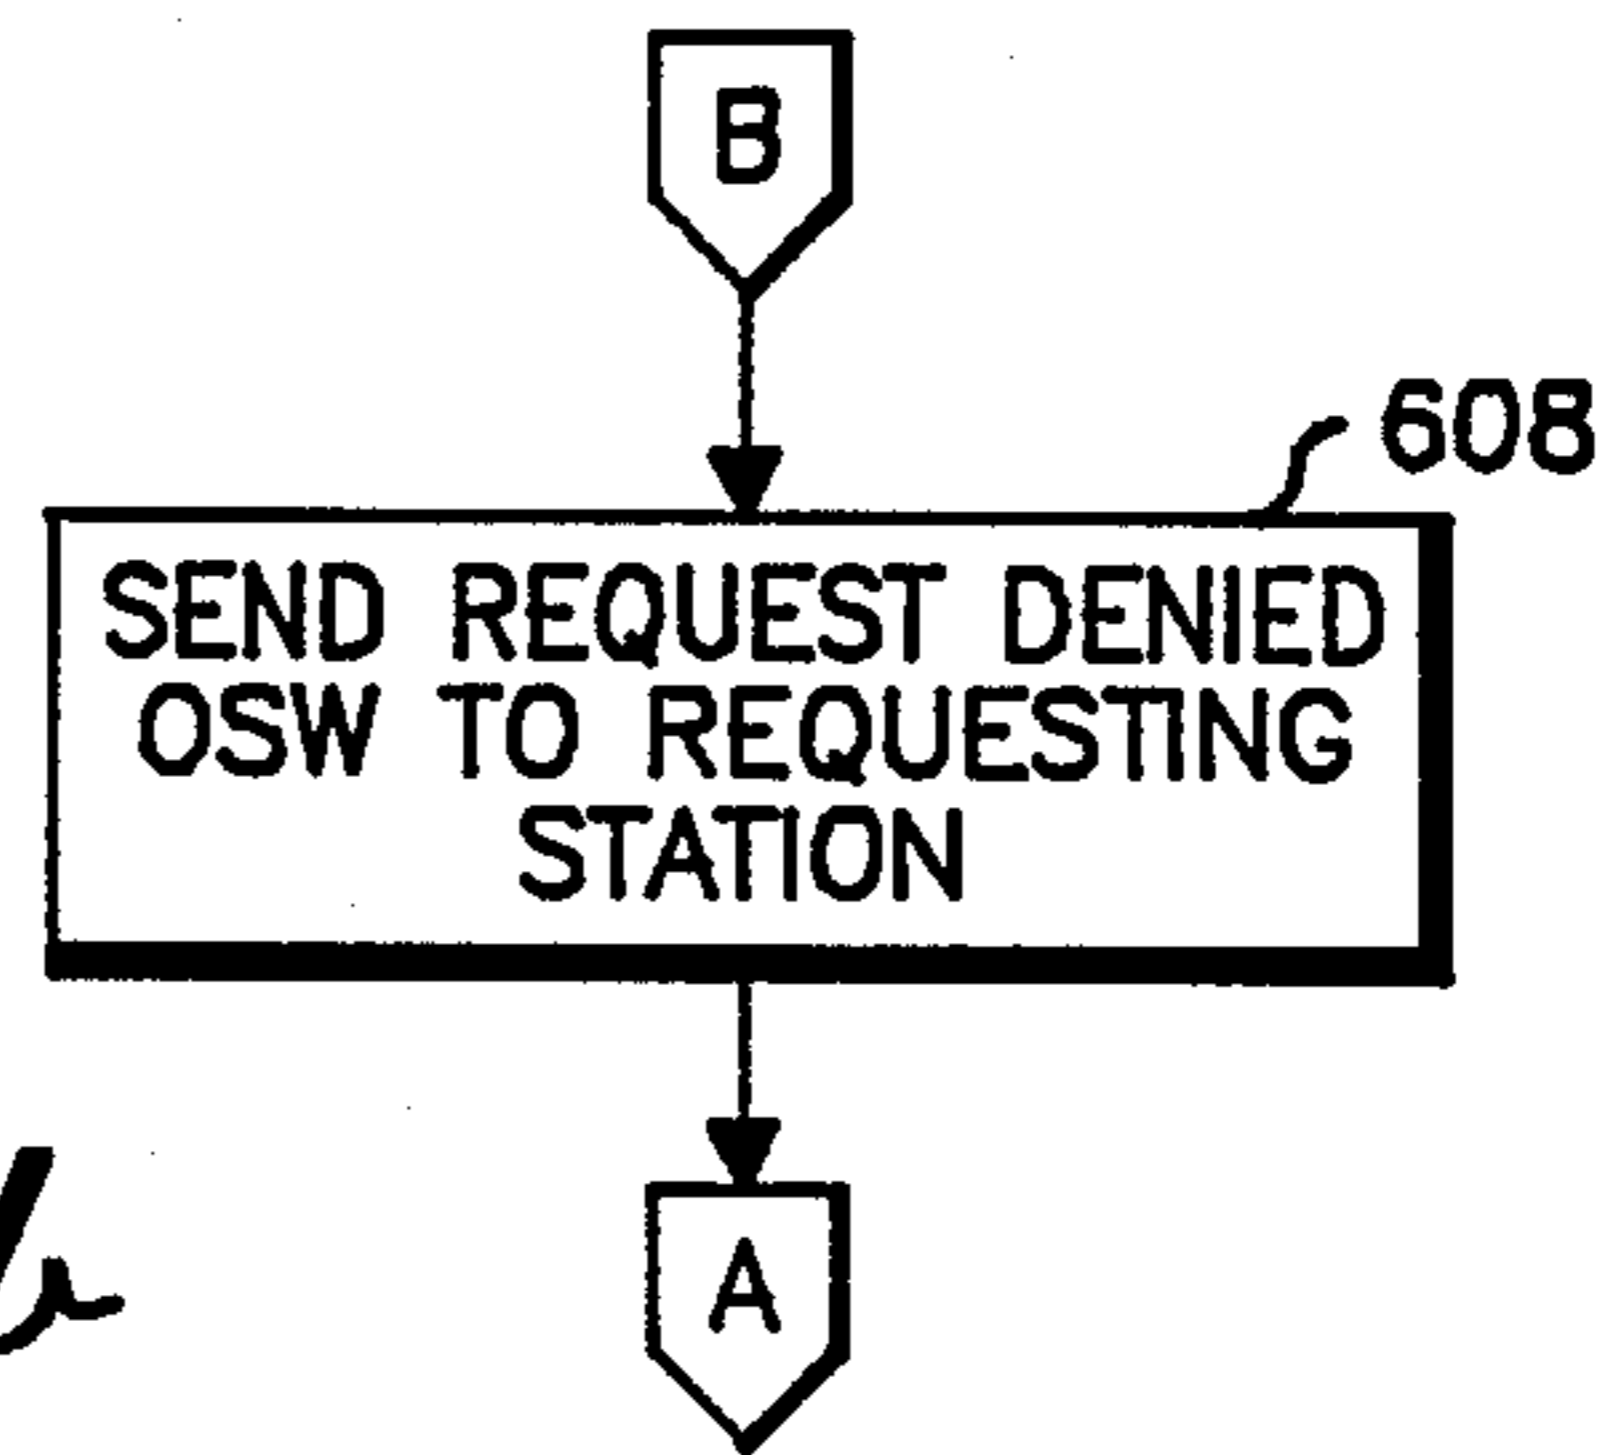 B
608
SEND REQUEST DENIED
OSW TO REQUESTING
STATION
A